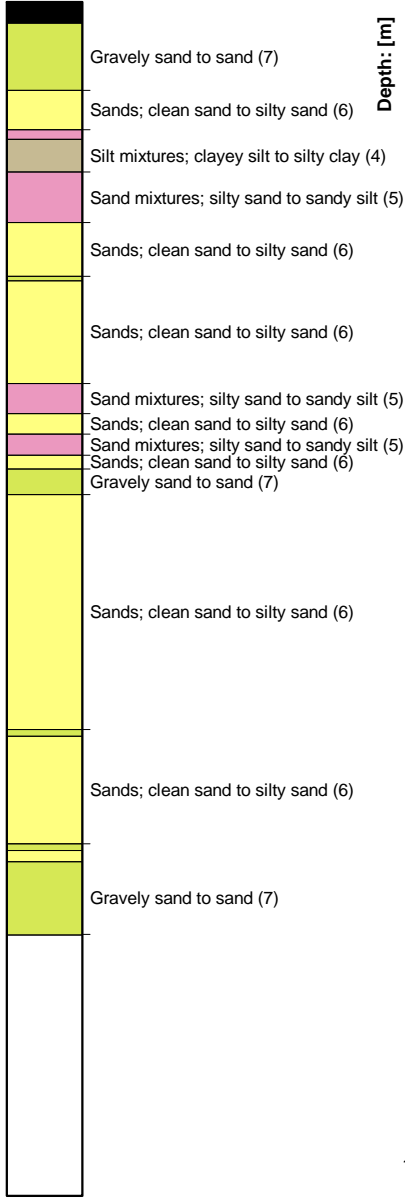 Gravely sand to sand (7)
Depth: [m]
Sands; clean sand to silty sand (6)
Silt mixtures; clayey silt to silty clay (4)
Sand mixtures; silty sand to sandy silt (5)
Sands; clean sand to silty sand (6)
Sands; clean sand to silty sand (6)
Sand mixtures; silty sand to sandy silt (5)
Sands; clean sand to silty sand (6)
Sand mixtures; silty sand to sandy silt (5)
Sands; clean sand to silty sand (6)
Gravely sand to sand (7)
Sands; clean sand to silty sand (6)
Sands; clean sand to silty sand (6)
Gravely sand to sand (7)